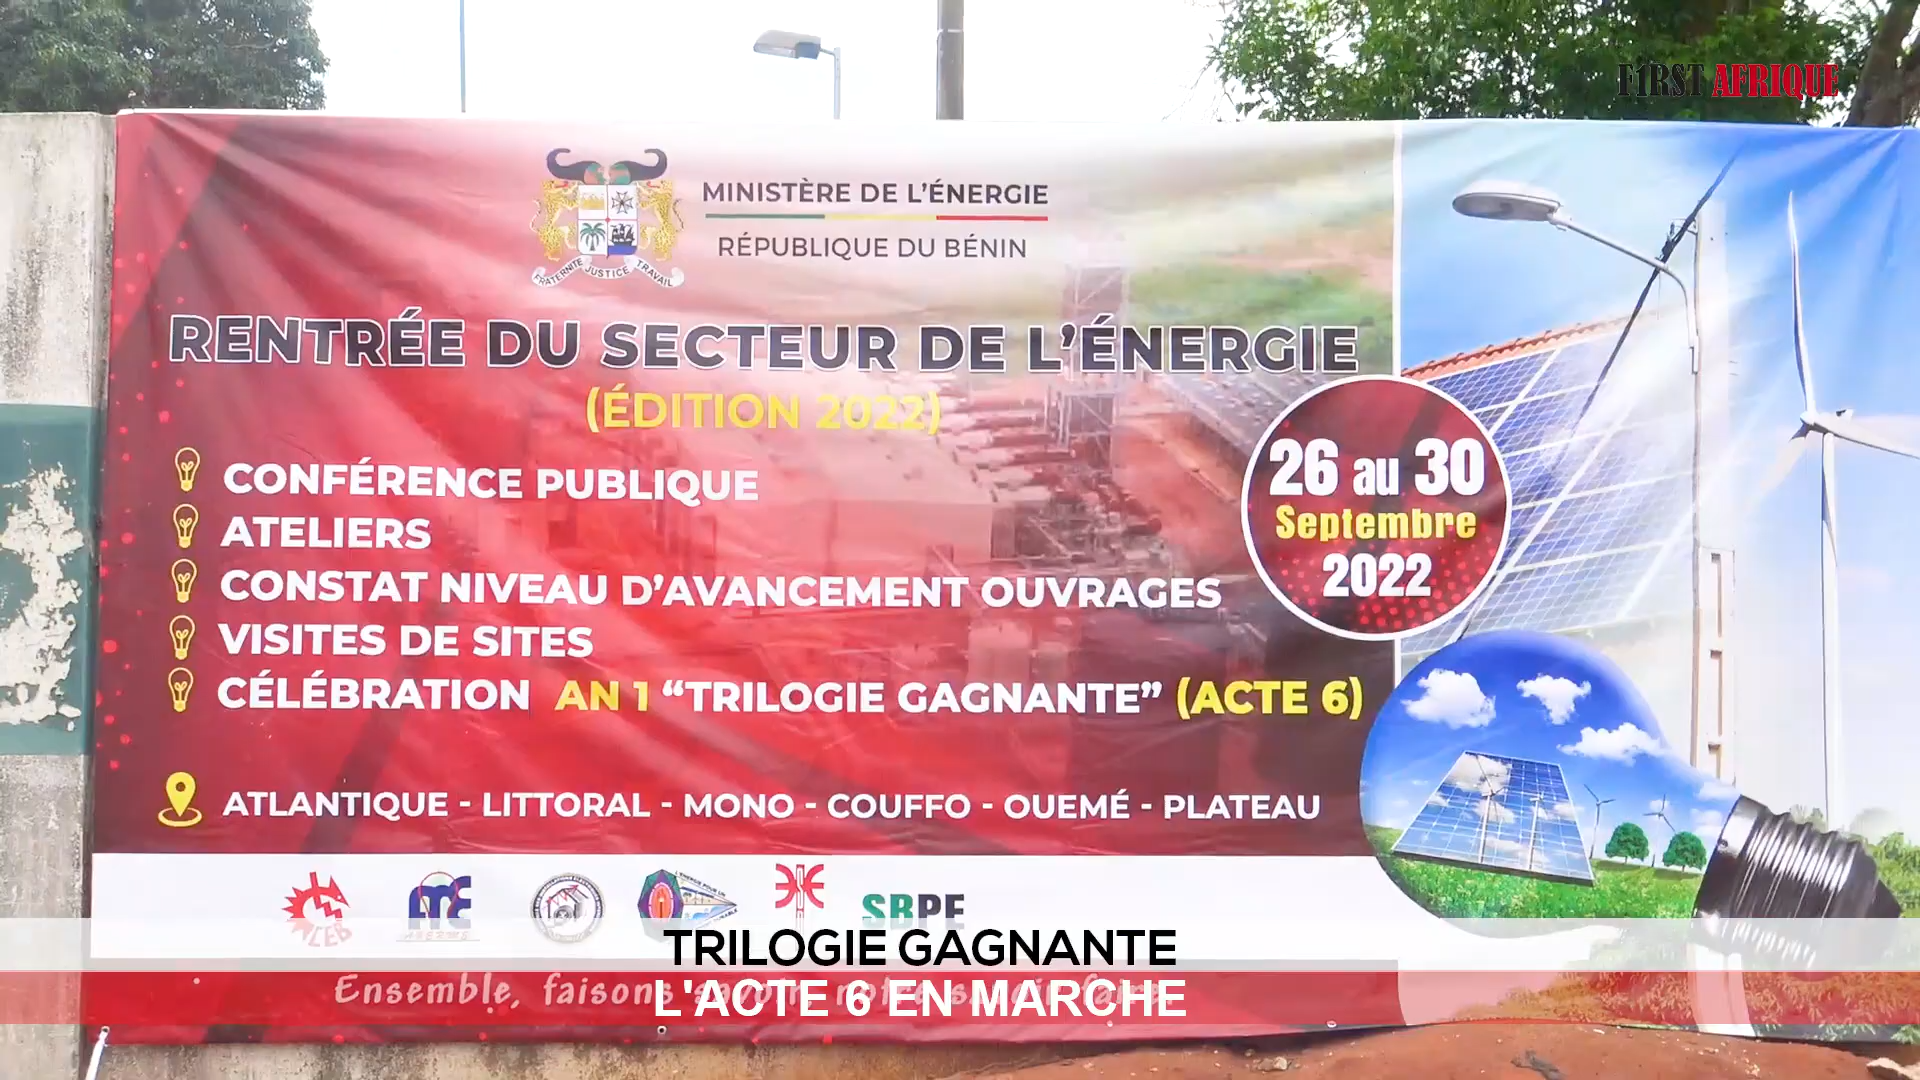 F1RST AFRIQUE
MINISTÈRE DE L'ÉNERGIE
RÉPUBLIQUE DU BÉNIN
FRATERNITE JUSTICE TRAVAIL
RENTRÉE DU SECTEUR DE L'ÉNERGIE
(ÉDITION 2022)
CONFÉRENCE PUBLIQUE
ATELIERS
CONSTAT NIVEAU D'AVANCEMENT OUVRAGES
VISITES DE SITES
CÉLÉBRATION AN 1 “TRILOGIE GAGNANTE” (ACTE 6)
26 au 30
Septembre
2022
ATLANTIQUE - LITTORAL - MONO - COUFFO - OUEMÉ - PLATEAU
CEB
SBPE
TRILOGIE GAGNANTE
Ensemble, faisons
L'ACTE 6 EN MARCHE